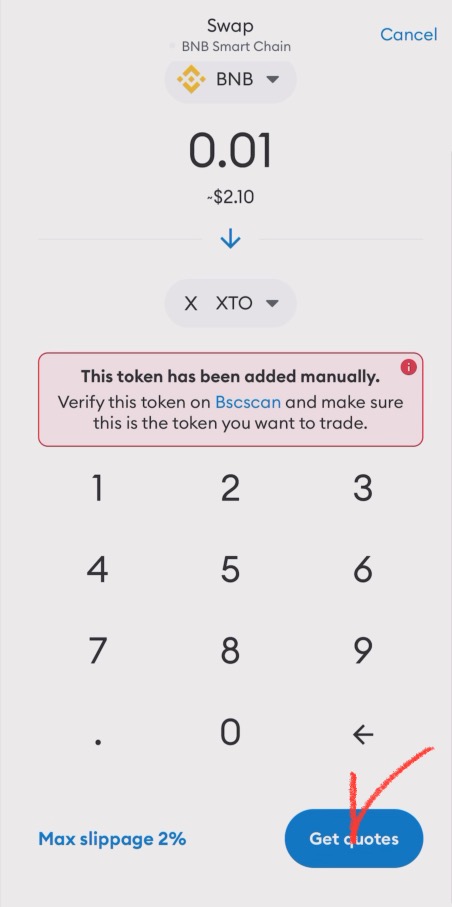 Swap
BNB Smart Chain
Cancel
BNB
0.01
~$2.10
X XTO
This token has been added manually.
Verify this token on Bscscan and make sure
this is the token you want to trade.
1 2 3
4 5 6
7 8 9
. 0
Max slippage 2%
Get quotes